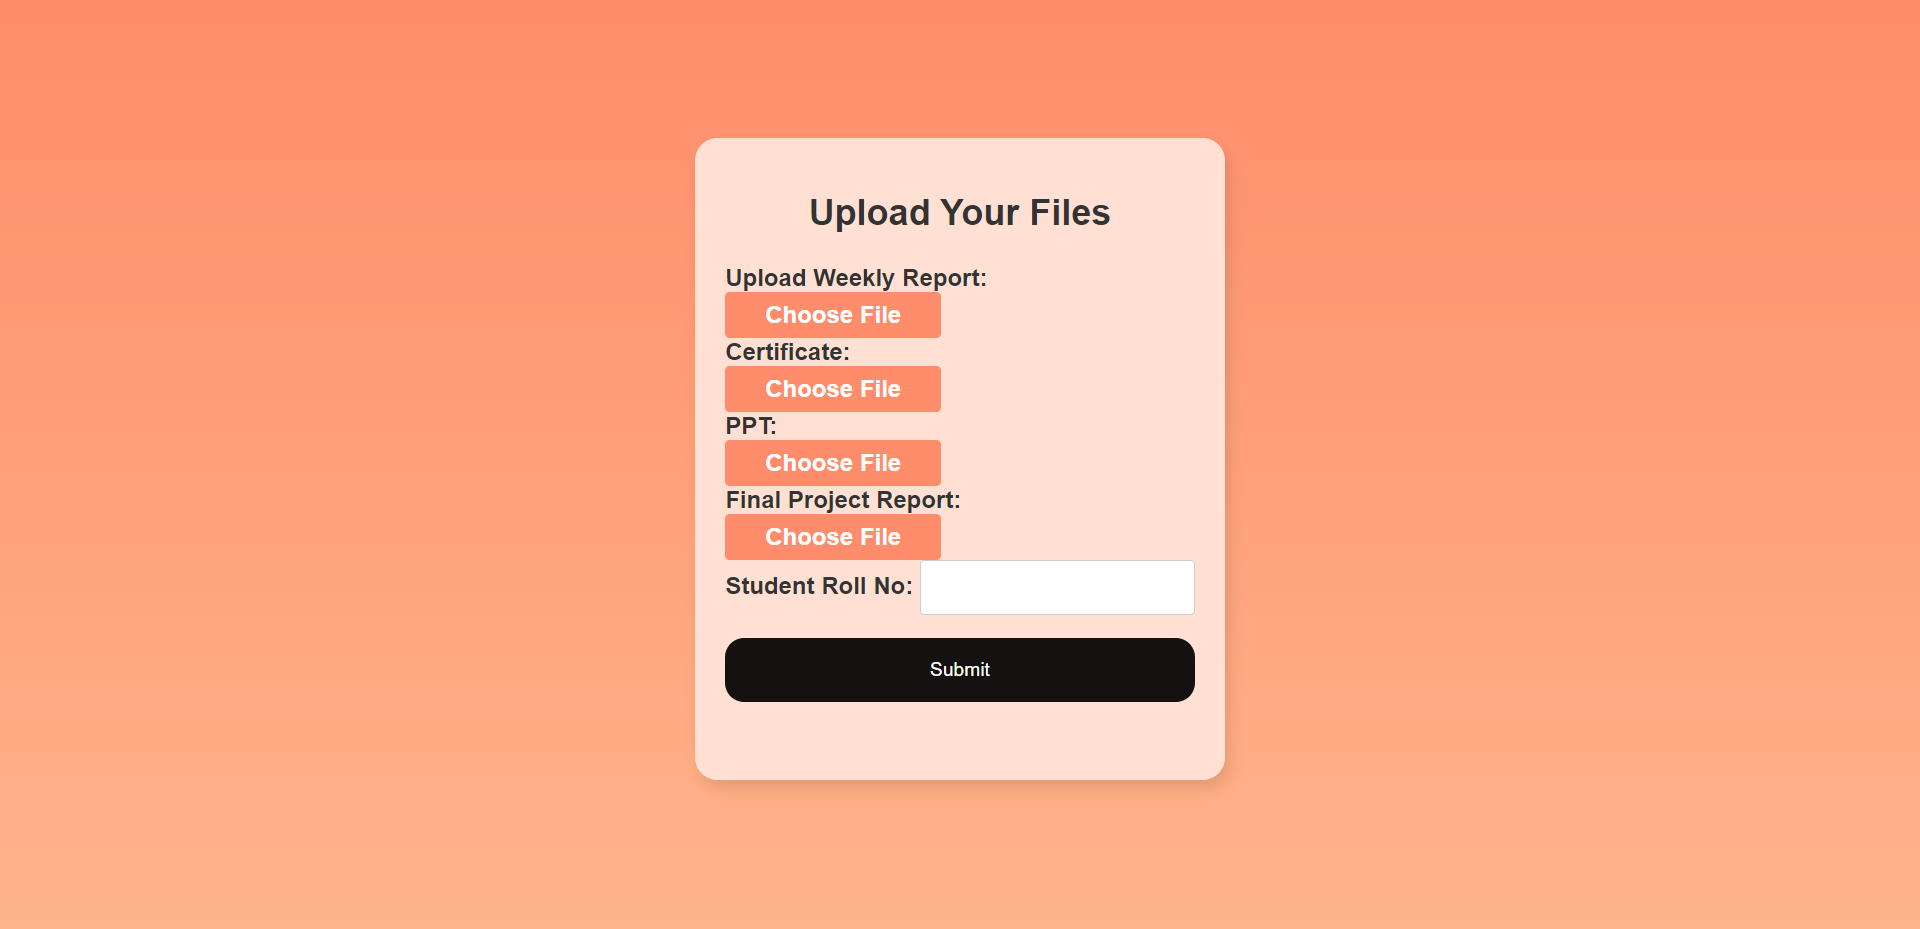 Upload Your Files
Upload Weekly Report:
Choose File
Certificate:
Choose File
PPT:
Choose File
Final Project Report:
Choose File
Student Roll No:
Submit